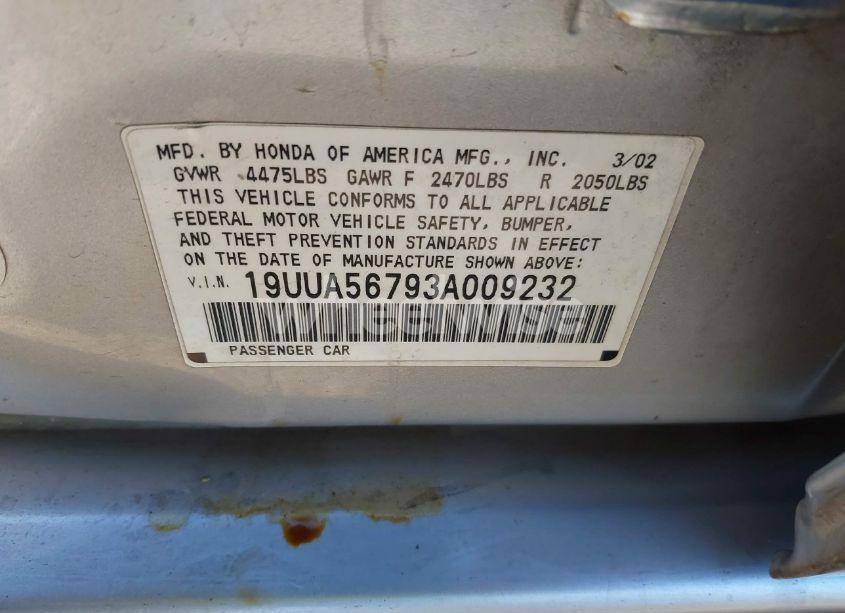 MFD. BY HONDA OF AMERICA MFG., INC. 3/02
GVWR 4475LBS GAWR F 2470LBS R 2050LBS
THIS VEHICLE CONFORMS TO ALL APPLICABLE
FEDERAL MOTOR VEHICLE SAFETY, BUMPER,
AND THEFT PREVENTION STANDARDS IN EFFECT
ON THE DATE OF MANUFACTURE SHOWN ABOVE:
V.I.N. 19UUA56793A009232
PASSENGER CAR